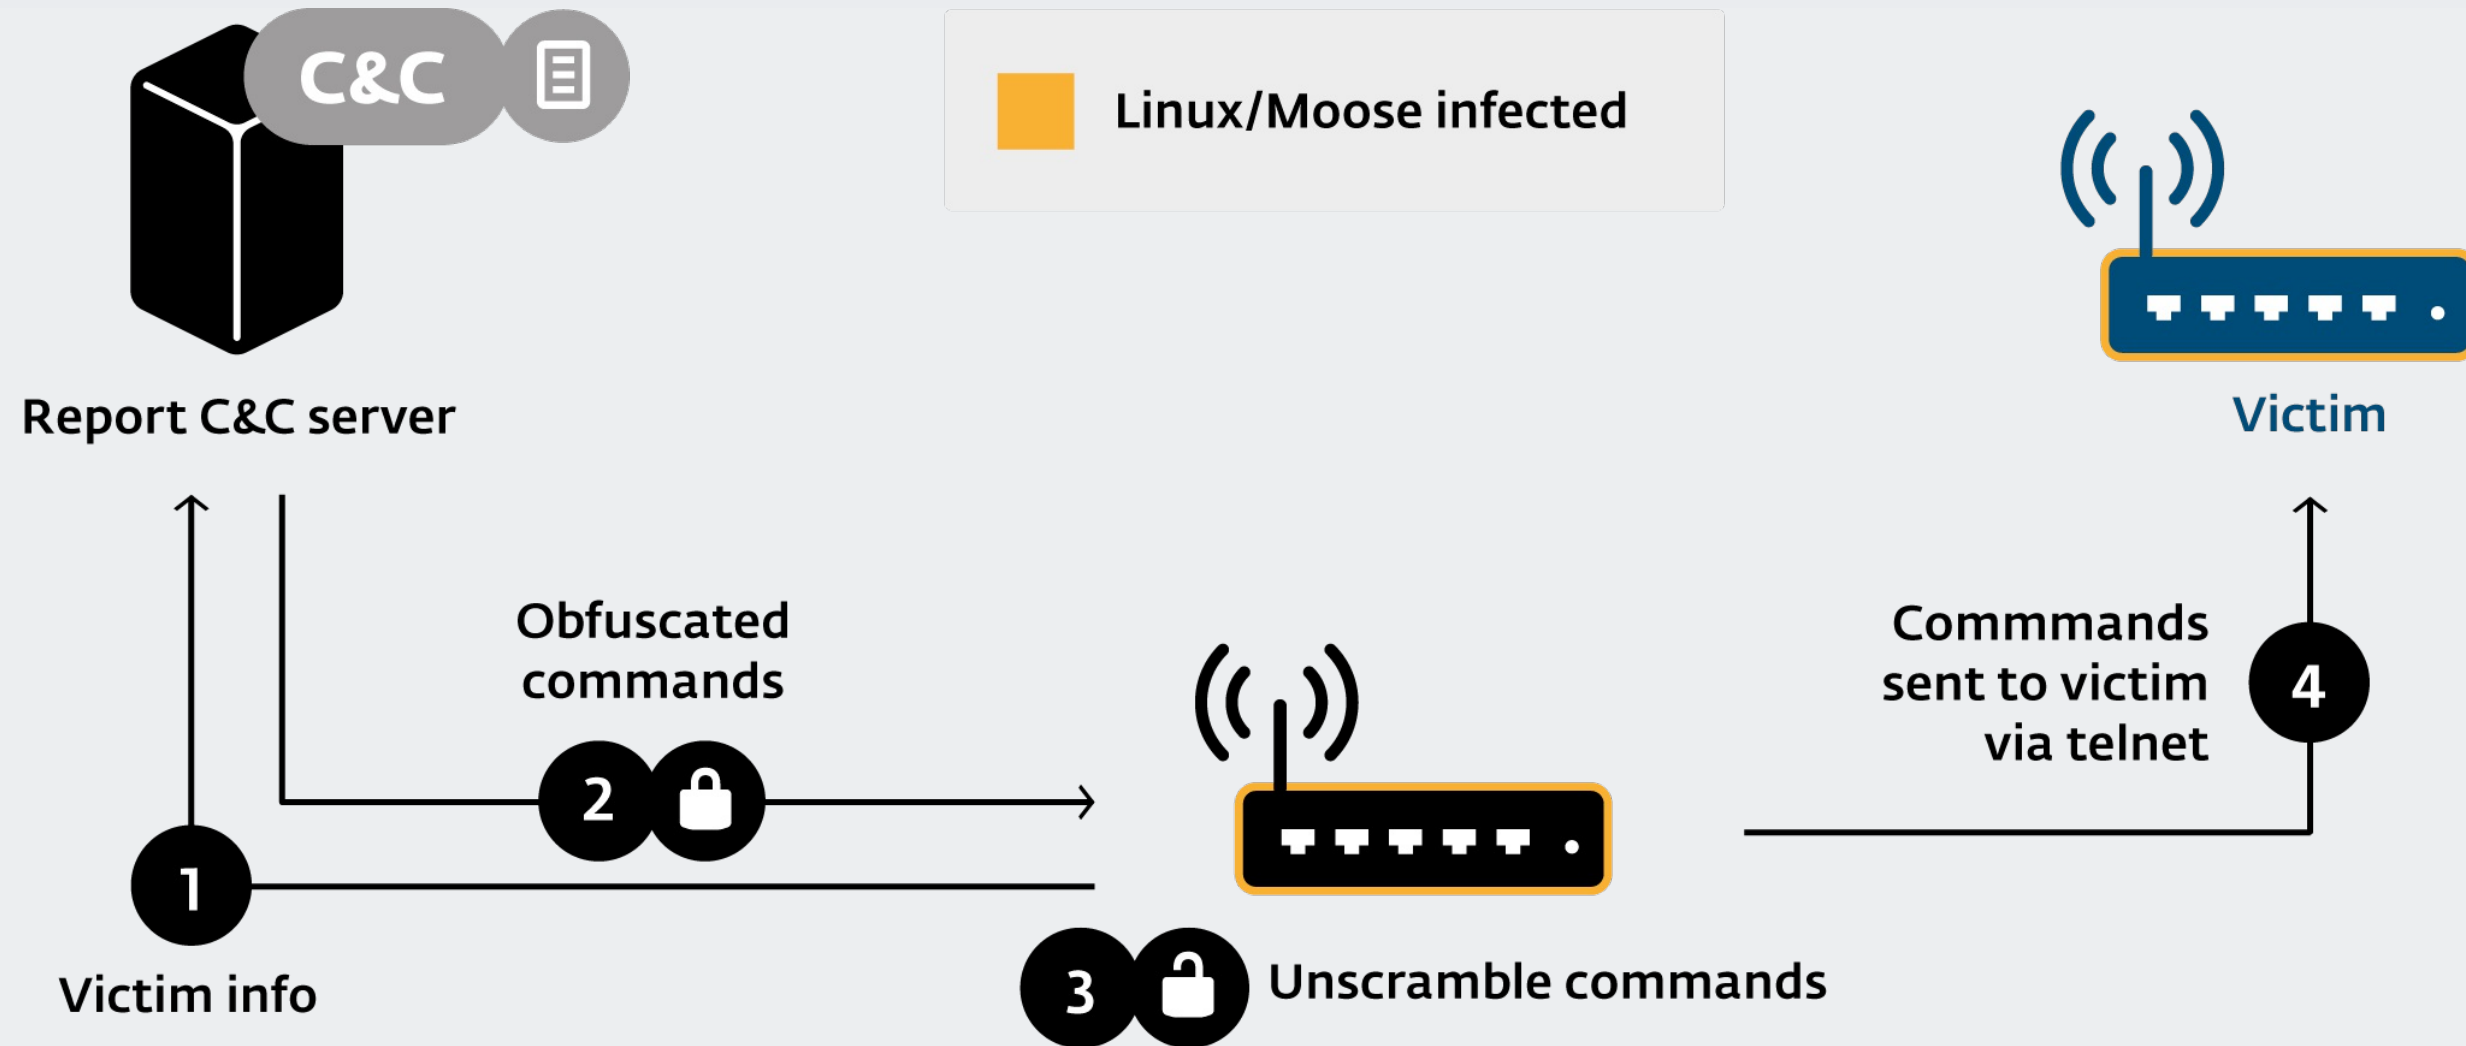 C&C
Linux/Moose infected
Report C&C server
Victim
Obfuscated
commands
2
1
Victim info
Commmands
sent to victim
via telnet
4
3
Unscramble commands